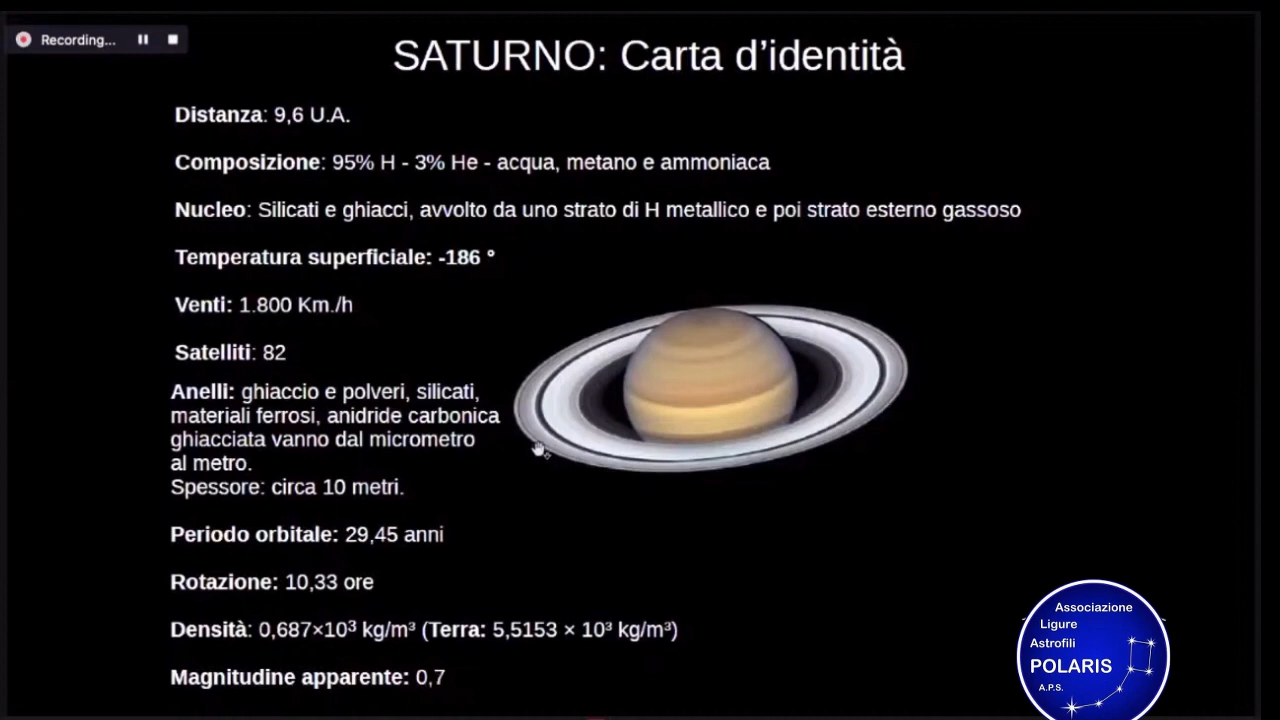 Recording...
SATURNO: Carta d’identità
Distanza: 9,6 U.A.
Composizione: 95% H - 3% He - acqua, metano e ammoniaca
Nucleo: Silicati e ghiacci, avvolto da uno strato di H metallico e poi strato esterno gassoso
Temperatura superficiale: -186 °
Venti: 1.800 Km./h
Satelliti: 82
Anelli: ghiaccio e polveri, silicati,
materiali ferrosi, anidride carbonica
ghiacciata vanno dal micrometro
al metro.
Spessore: circa 10 metri.
Periodo orbitale: 29,45 anni
Rotazione: 10,33 ore
Densità: 0,687×10³ kg/m³ (Terra: 5,5153 × 10³ kg/m³)
Magnitudine apparente: 0,7
Associazione
Ligure
Astrofili
POLARIS
A.P.S.